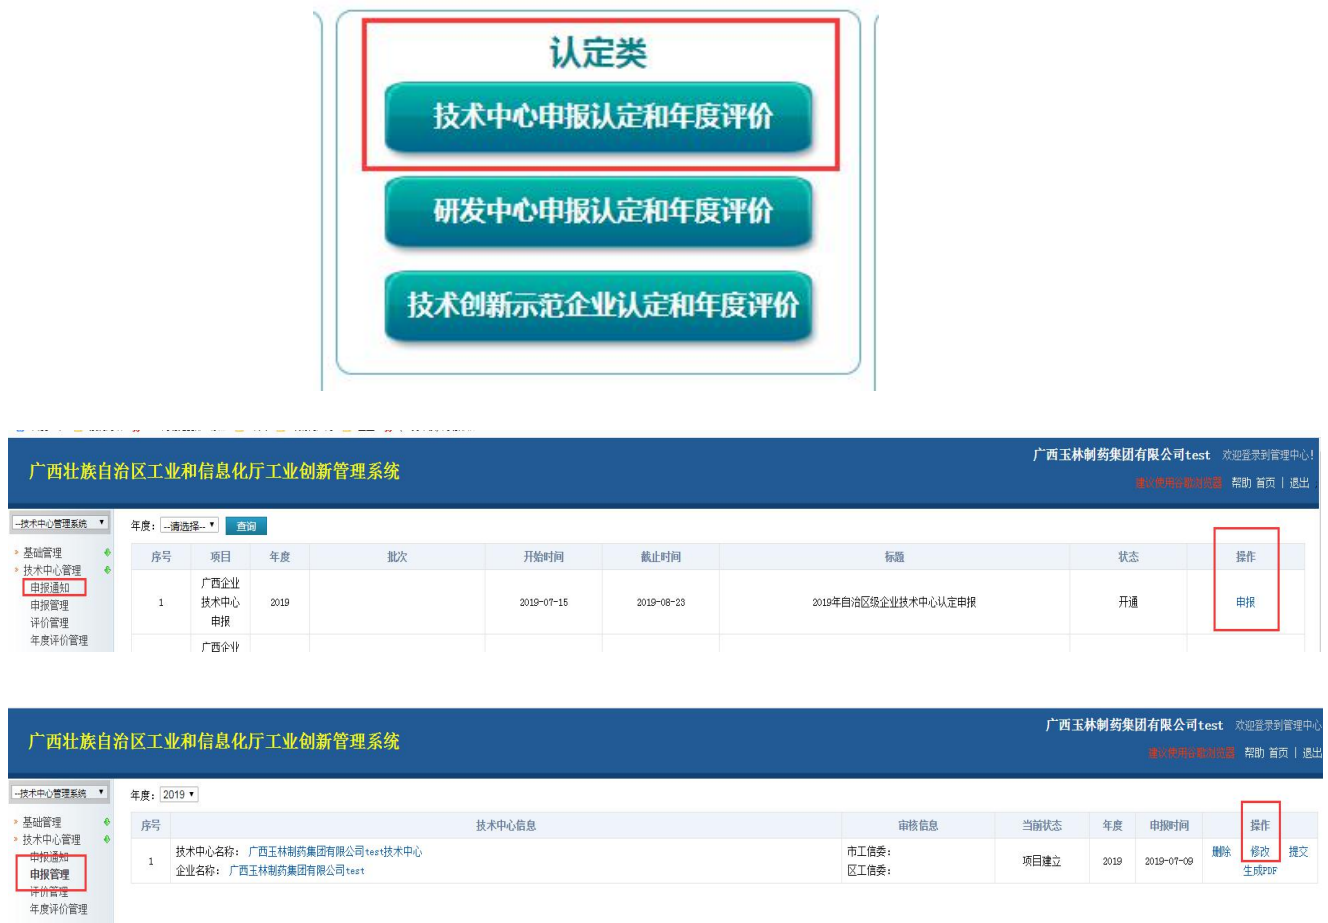 认定类
技术中心申报认定和年度评价
研发中心申报认定和年度评价
技术创新示范企业认定和年度评价
广西壮族自治区工业和信息化厅工业创新管理系统
广西玉林制药集团有限公司test 欢迎登录到管理中心!
建议使用谷歌浏览器 帮助 首页 | 退出
--技术中心管理系统
年度: --请选择-- 查询
基础管理
技术中心管理
申报通知
申报管理
评价管理
年度评价管理
序号 项目 年度 批次 开始时间 截止时间 标题 状态 操作
1 广西企业技术中心申报 2019 2019-07-15 2019-08-23 2019年自治区级企业技术中心认定申报 开通 申报
广西企业
广西壮族自治区工业和信息化厅工业创新管理系统
广西玉林制药集团有限公司test 欢迎登录到管理中心
建议使用谷歌浏览器 帮助 首页 | 退出
--技术中心管理系统
年度: 2019
基础管理
技术中心管理
申报通知
申报管理
评价管理
年度评价管理
序号 技术中心信息 审核信息 当前状态 年度 申报时间 操作
1 技术中心名称: 广西玉林制药集团有限公司test技术中心 市工信委: 项目建立 2019 2019-07-09 删除 修改 提交
企业名称: 广西玉林制药集团有限公司test 区工信委: 生成PDF